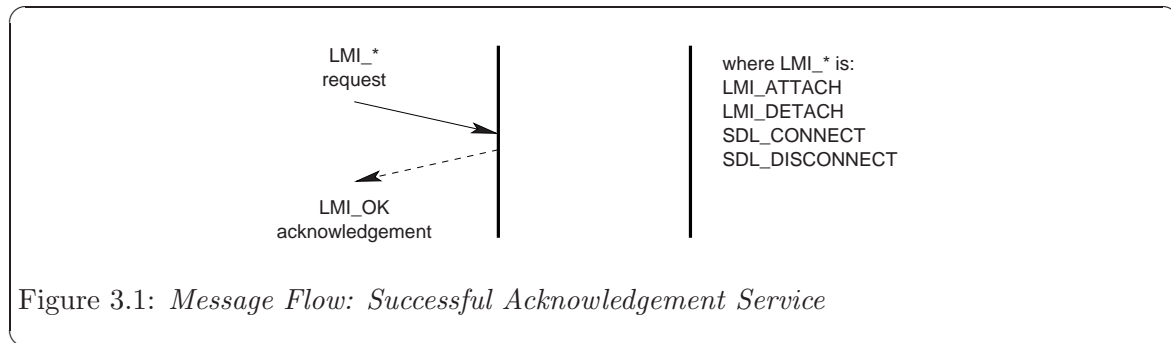 LMI_*
request
LMI_OK
acknowledgement
where LMI_* is:
LMI_ATTACH
LMI_DETACH
SDL_CONNECT
SDL_DISCONNECT
Figure 3.1: Message Flow: Successful Acknowledgement Service